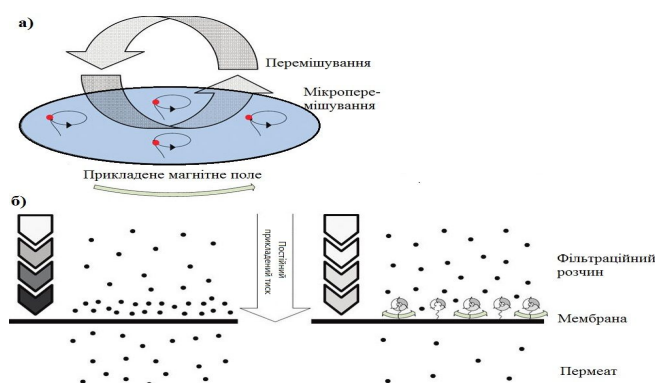 а)
Перемішування
Мікропере-
мішування
Прикладене магнітне поле
б)
Постійний
прикладений тиск
Фільтраційний
розчин
Мембрана
Пермеат